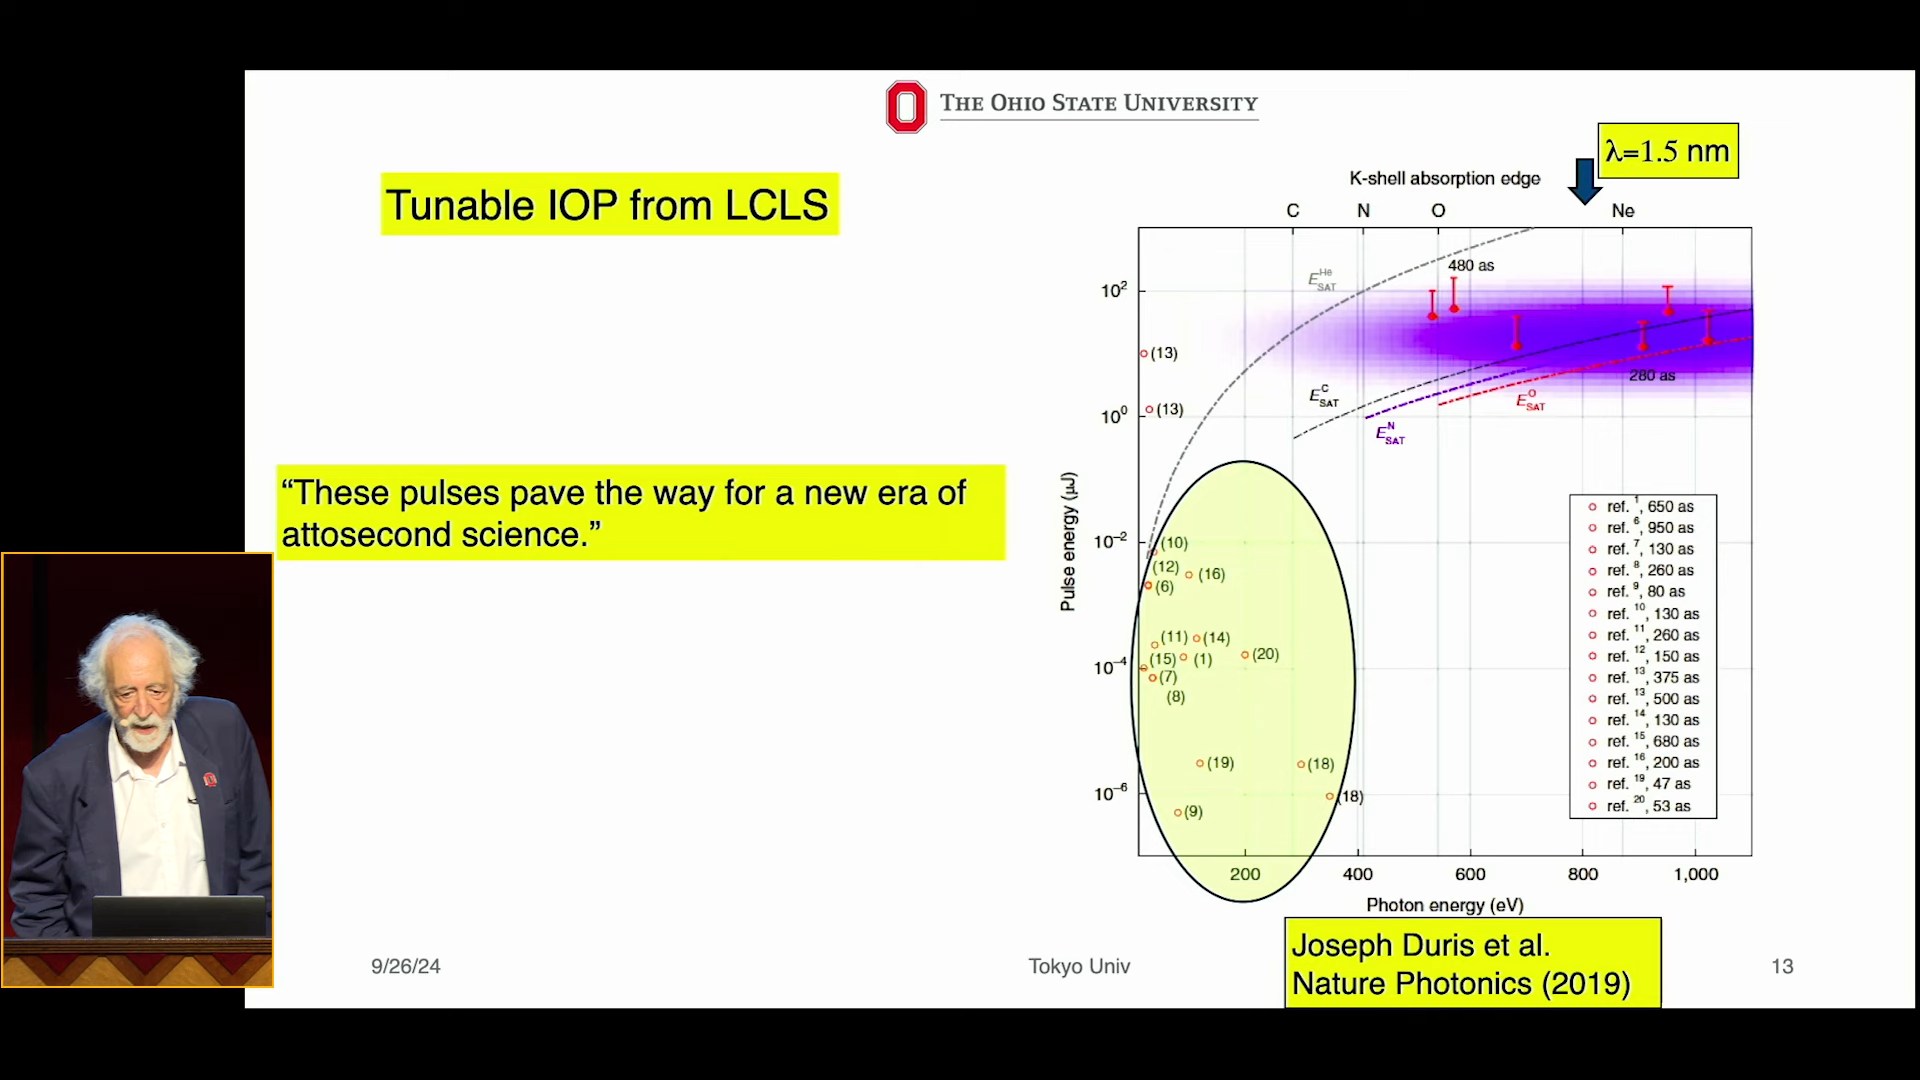 THE OHIO STATE UNIVERSITY
λ=1.5 nm
Tunable IOP from LCLS
K-shell absorption edge
C N O Ne
480 as
E He SAT
10²
(13)
280 as
E C SAT
(13)
10⁰
E O SAT
E N SAT
“These pulses pave the way for a new era of
attosecond science.”
Pulse energy (μJ)
10⁻²
(10)
(12)
(16)
(6)
(11) (14)
(15) (1) (20)
10⁻⁴
(7)
(8)
(19) (18)
10⁻⁶
(18)
(9)
ref. ¹, 650 as
ref. ⁶, 950 as
ref. ⁷, 130 as
ref. ⁸, 260 as
ref. ⁹, 80 as
ref. ¹⁰, 130 as
ref. ¹¹, 260 as
ref. ¹², 150 as
ref. ¹³, 375 as
ref. ¹³, 500 as
ref. ¹⁴, 130 as
ref. ¹⁵, 680 as
ref. ¹⁶, 200 as
ref. ¹⁹, 47 as
ref. ²⁰, 53 as
200 400 600 800 1,000
Photon energy (eV)
Joseph Duris et al.
Nature Photonics (2019)
9/26/24
Tokyo Univ
13